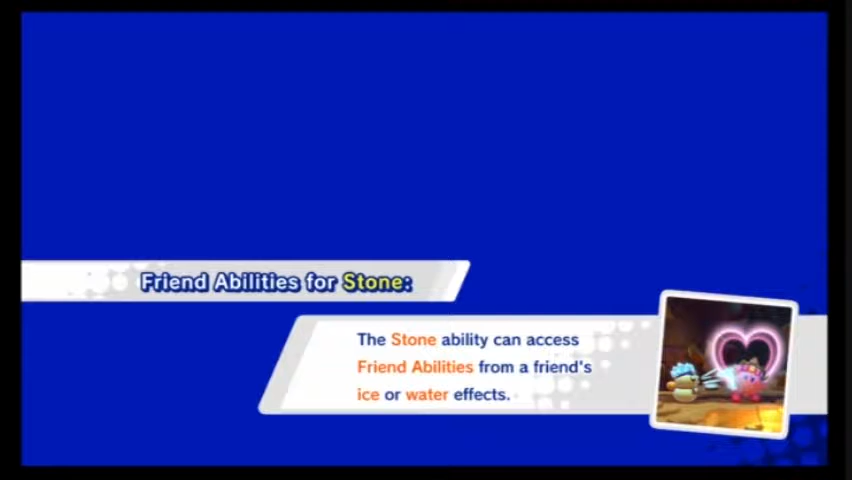 Friend Abilities for Stone:
The Stone ability can access
Friend Abilities from a friend's
ice or water effects.